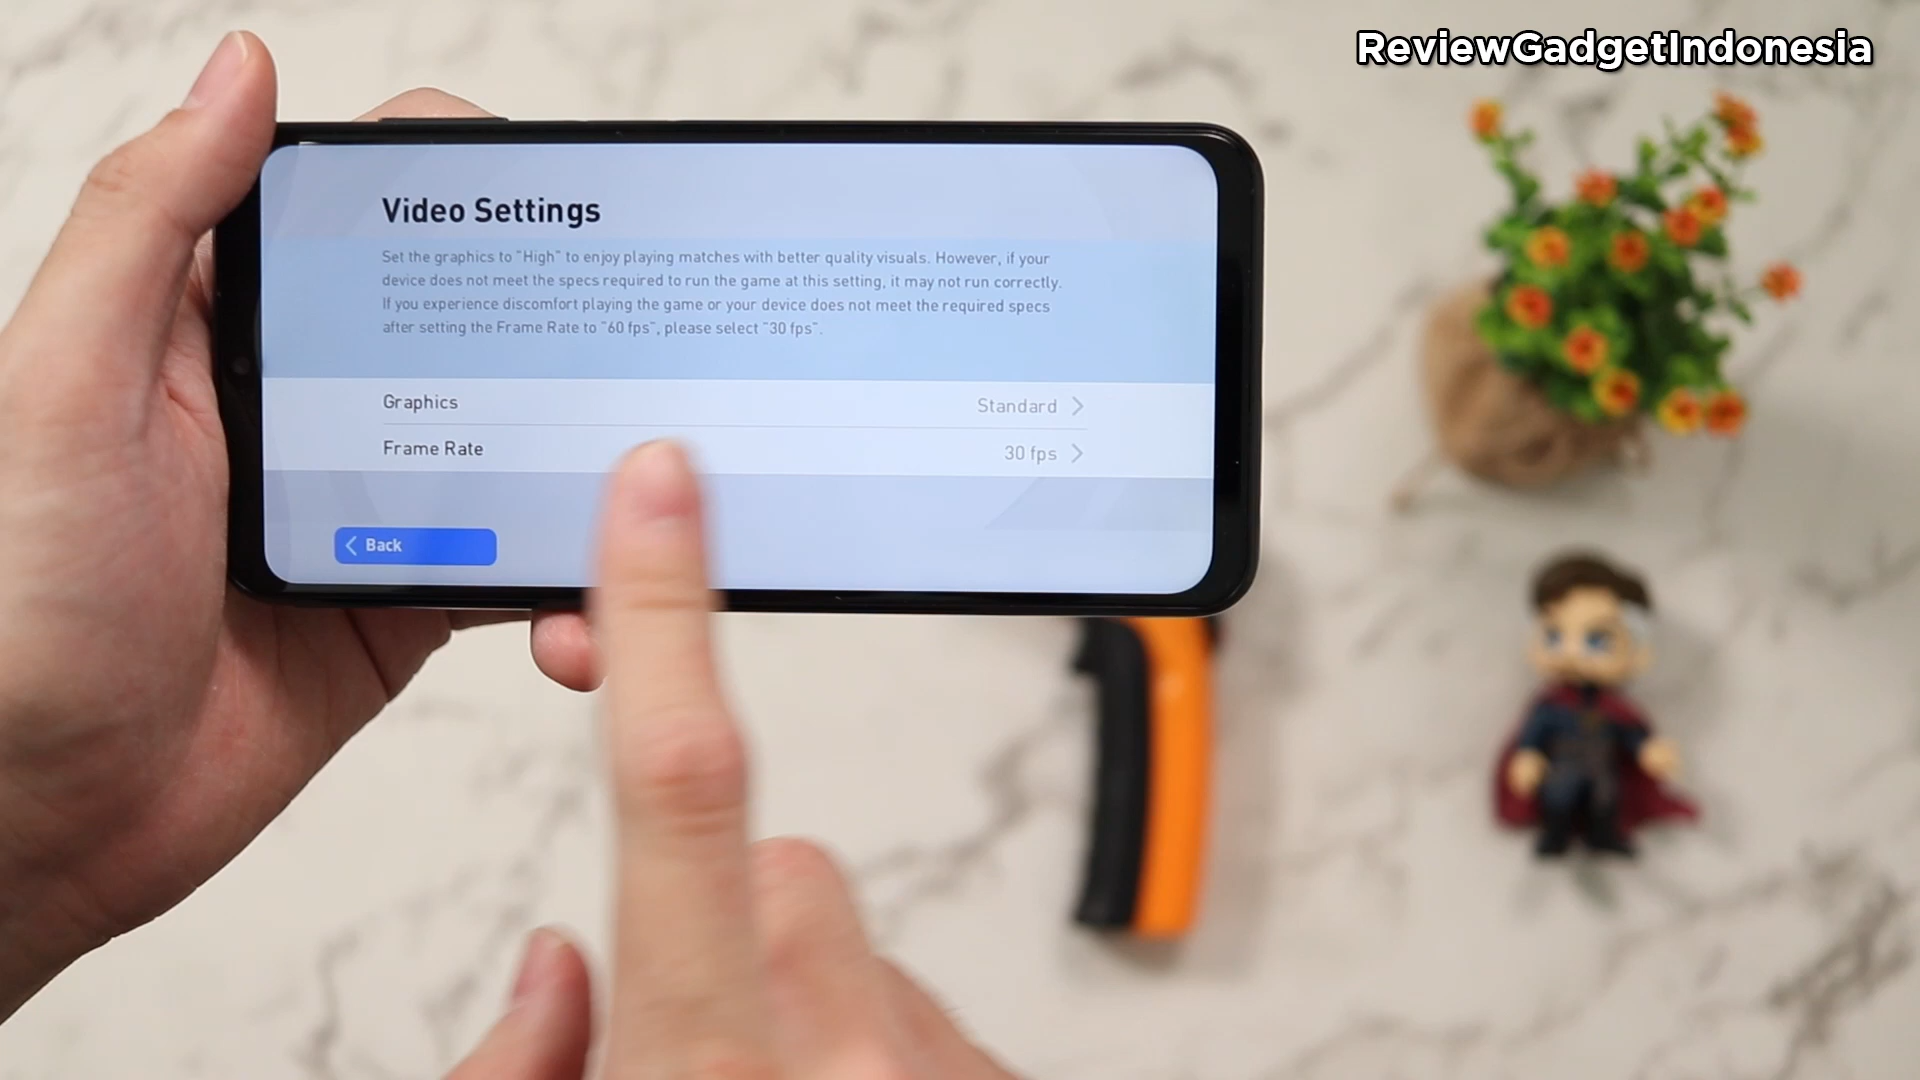 ReviewGadgetIndonesia
Video Settings
Set the graphics to "High" to enjoy playing matches with better quality visuals. However, if your
device does not meet the specs required to run the game at this setting, it may not run correctly.
If you experience discomfort playing the game or your device does not meet the required specs
after setting the Frame Rate to "60 fps", please select "30 fps".
Graphics
Standard
Frame Rate
30 fps
Back